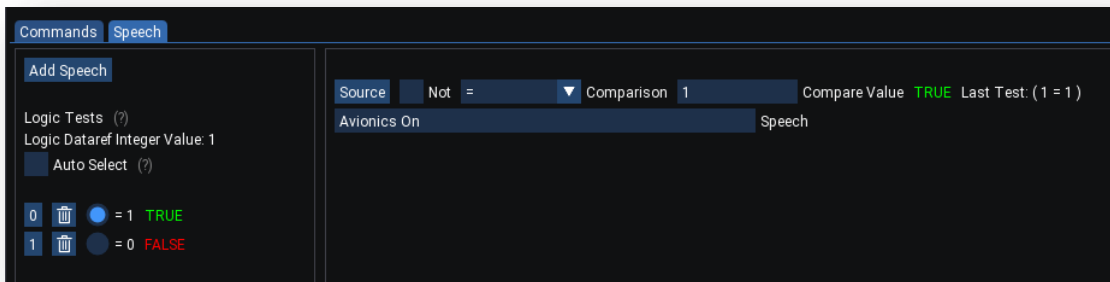 Commands Speech
Add Speech
Logic Tests (?)
Logic Dataref Integer Value: 1
Auto Select (?)
0 = 1 TRUE
1 = 0 FALSE
Source Not = Comparison 1 Compare Value TRUE Last Test: ( 1 = 1 )
Avionics On Speech